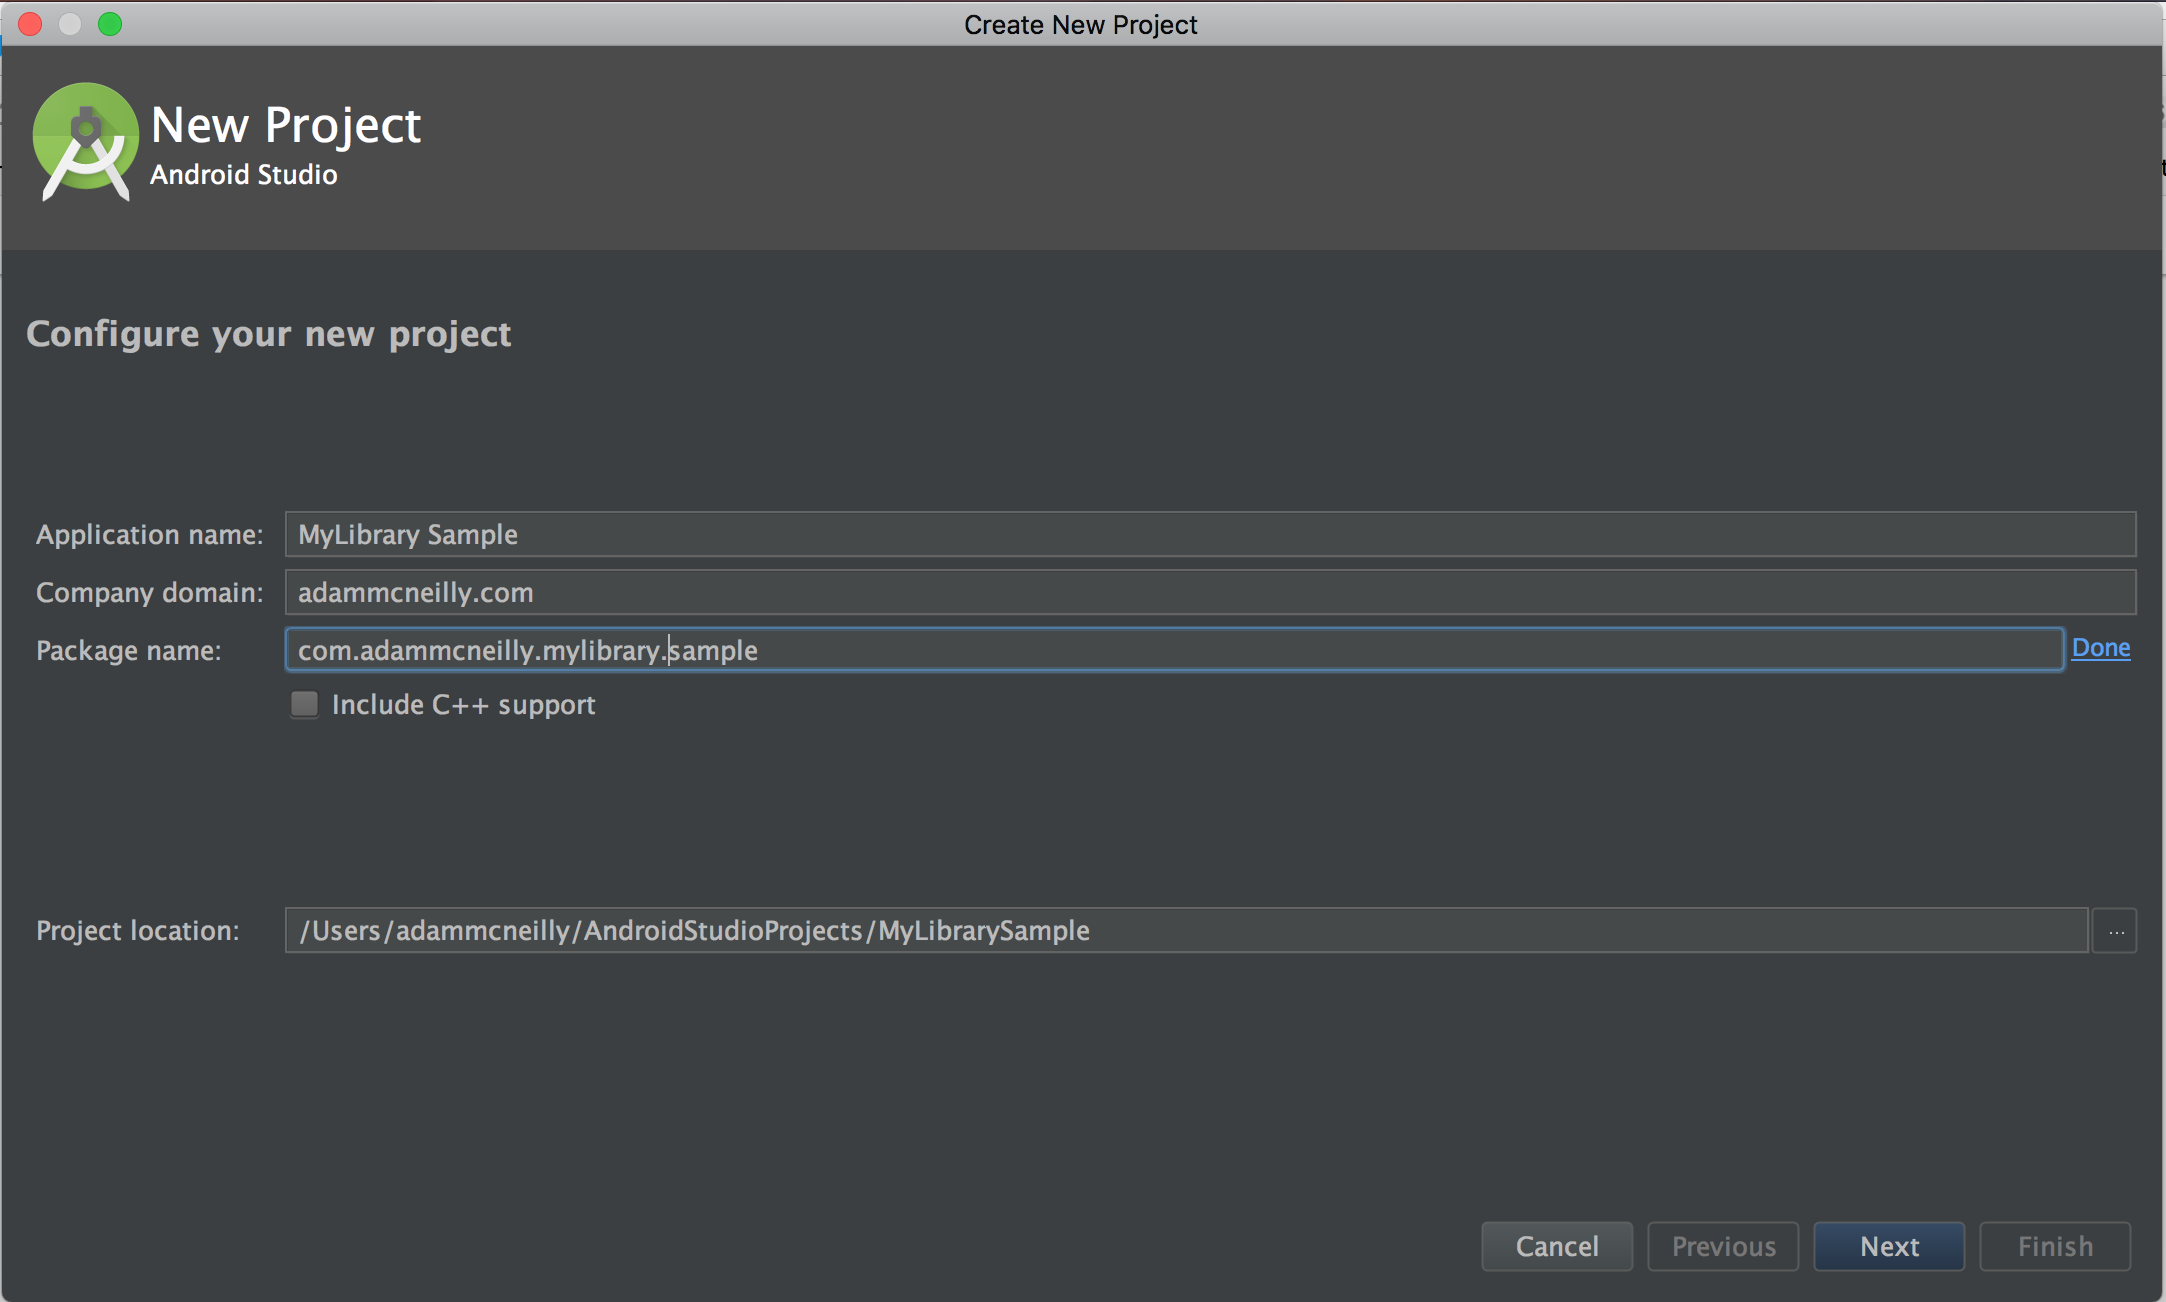 Create New Project
New Project
Android Studio
Configure your new project
Application name: MyLibrary Sample
Company domain: adammcneilly.com
Package name: com.adammcneilly.mylibrary.sample Done
Include C++ support
Project location: /Users/adammcneilly/AndroidStudioProjects/MyLibrarySample ...
Cancel Previous Next Finish